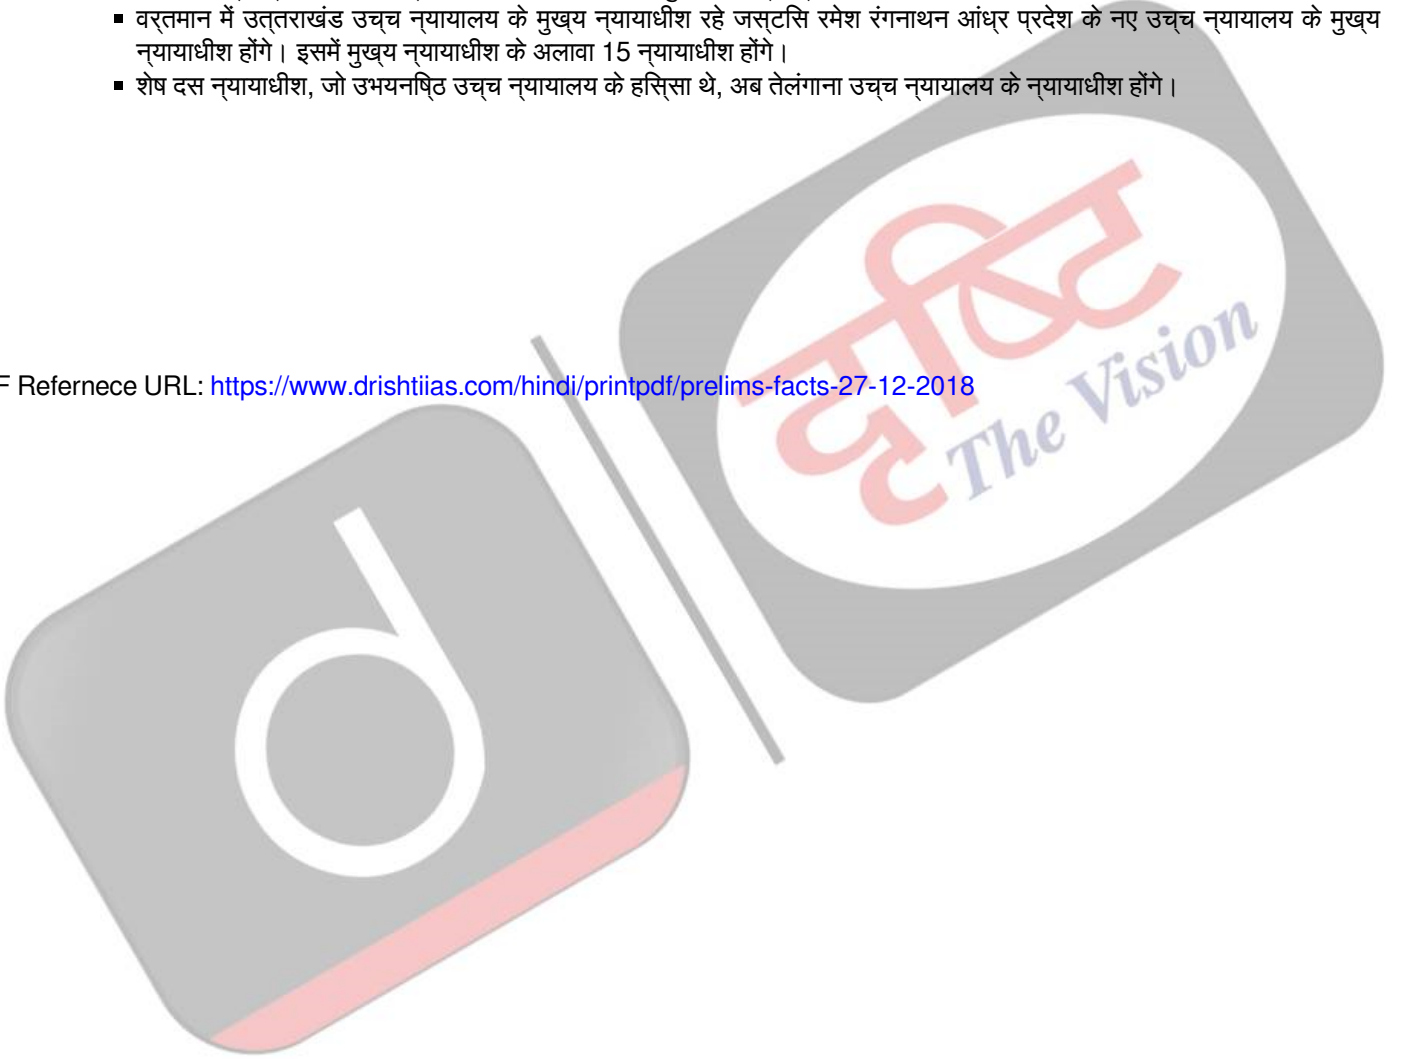 ▪ वर्तमान में उत्तराखंड उच्च न्यायालय के मुख्य न्यायाधीश रहे जस्टिस रमेश रंगनाथन आंध्र प्रदेश के नए उच्च न्यायालय के मुख्य
न्यायाधीश होंगे। इसमें मुख्य न्यायाधीश के अलावा 15 न्यायाधीश होंगे।
▪ शेष दस न्यायाधीश, जो उभयनिष्ठ उच्च न्यायालय के हिस्सा थे, अब तेलंगाना उच्च न्यायालय के न्यायाधीश होंगे।
दृष्टि
The Vision
F Refernece URL: https://www.drishtiias.com/hindi/printpdf/prelims-facts-27-12-2018
d